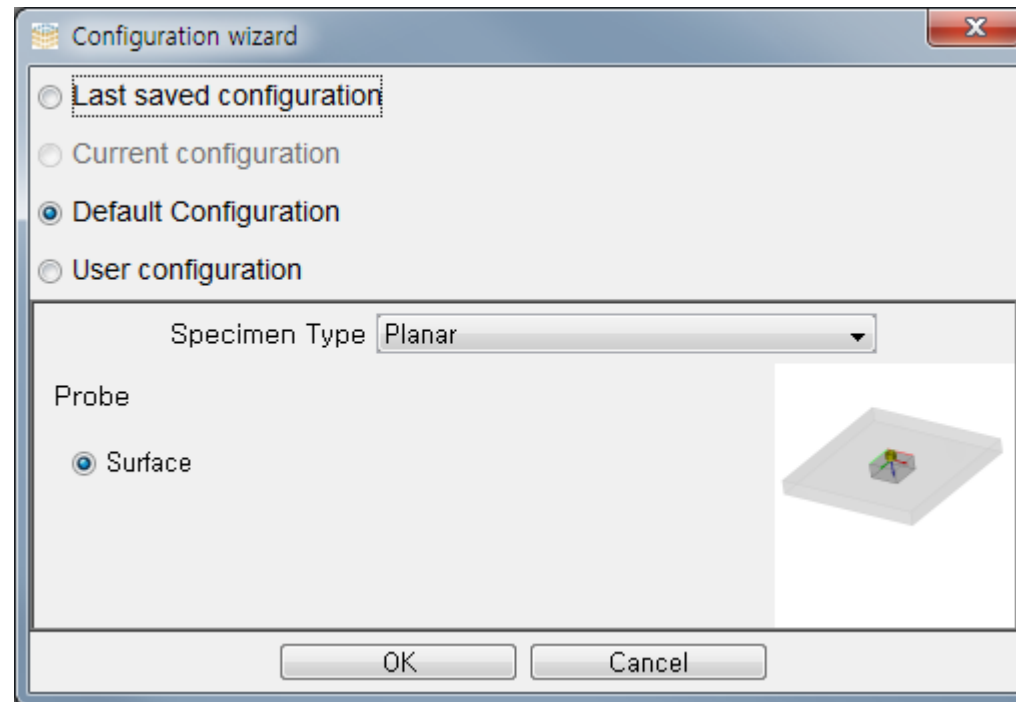 Configuration wizard
Last saved configuration
Current configuration
Default Configuration
User configuration
Specimen Type Planar
Probe
Surface
OK Cancel